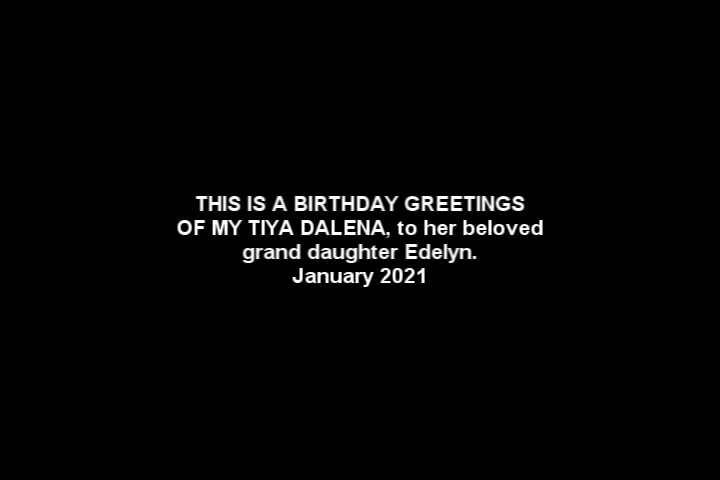 THIS IS A BIRTHDAY GREETINGS
OF MY TIYA DALENA, to her beloved
grand daughter Edelyn.
January 2021